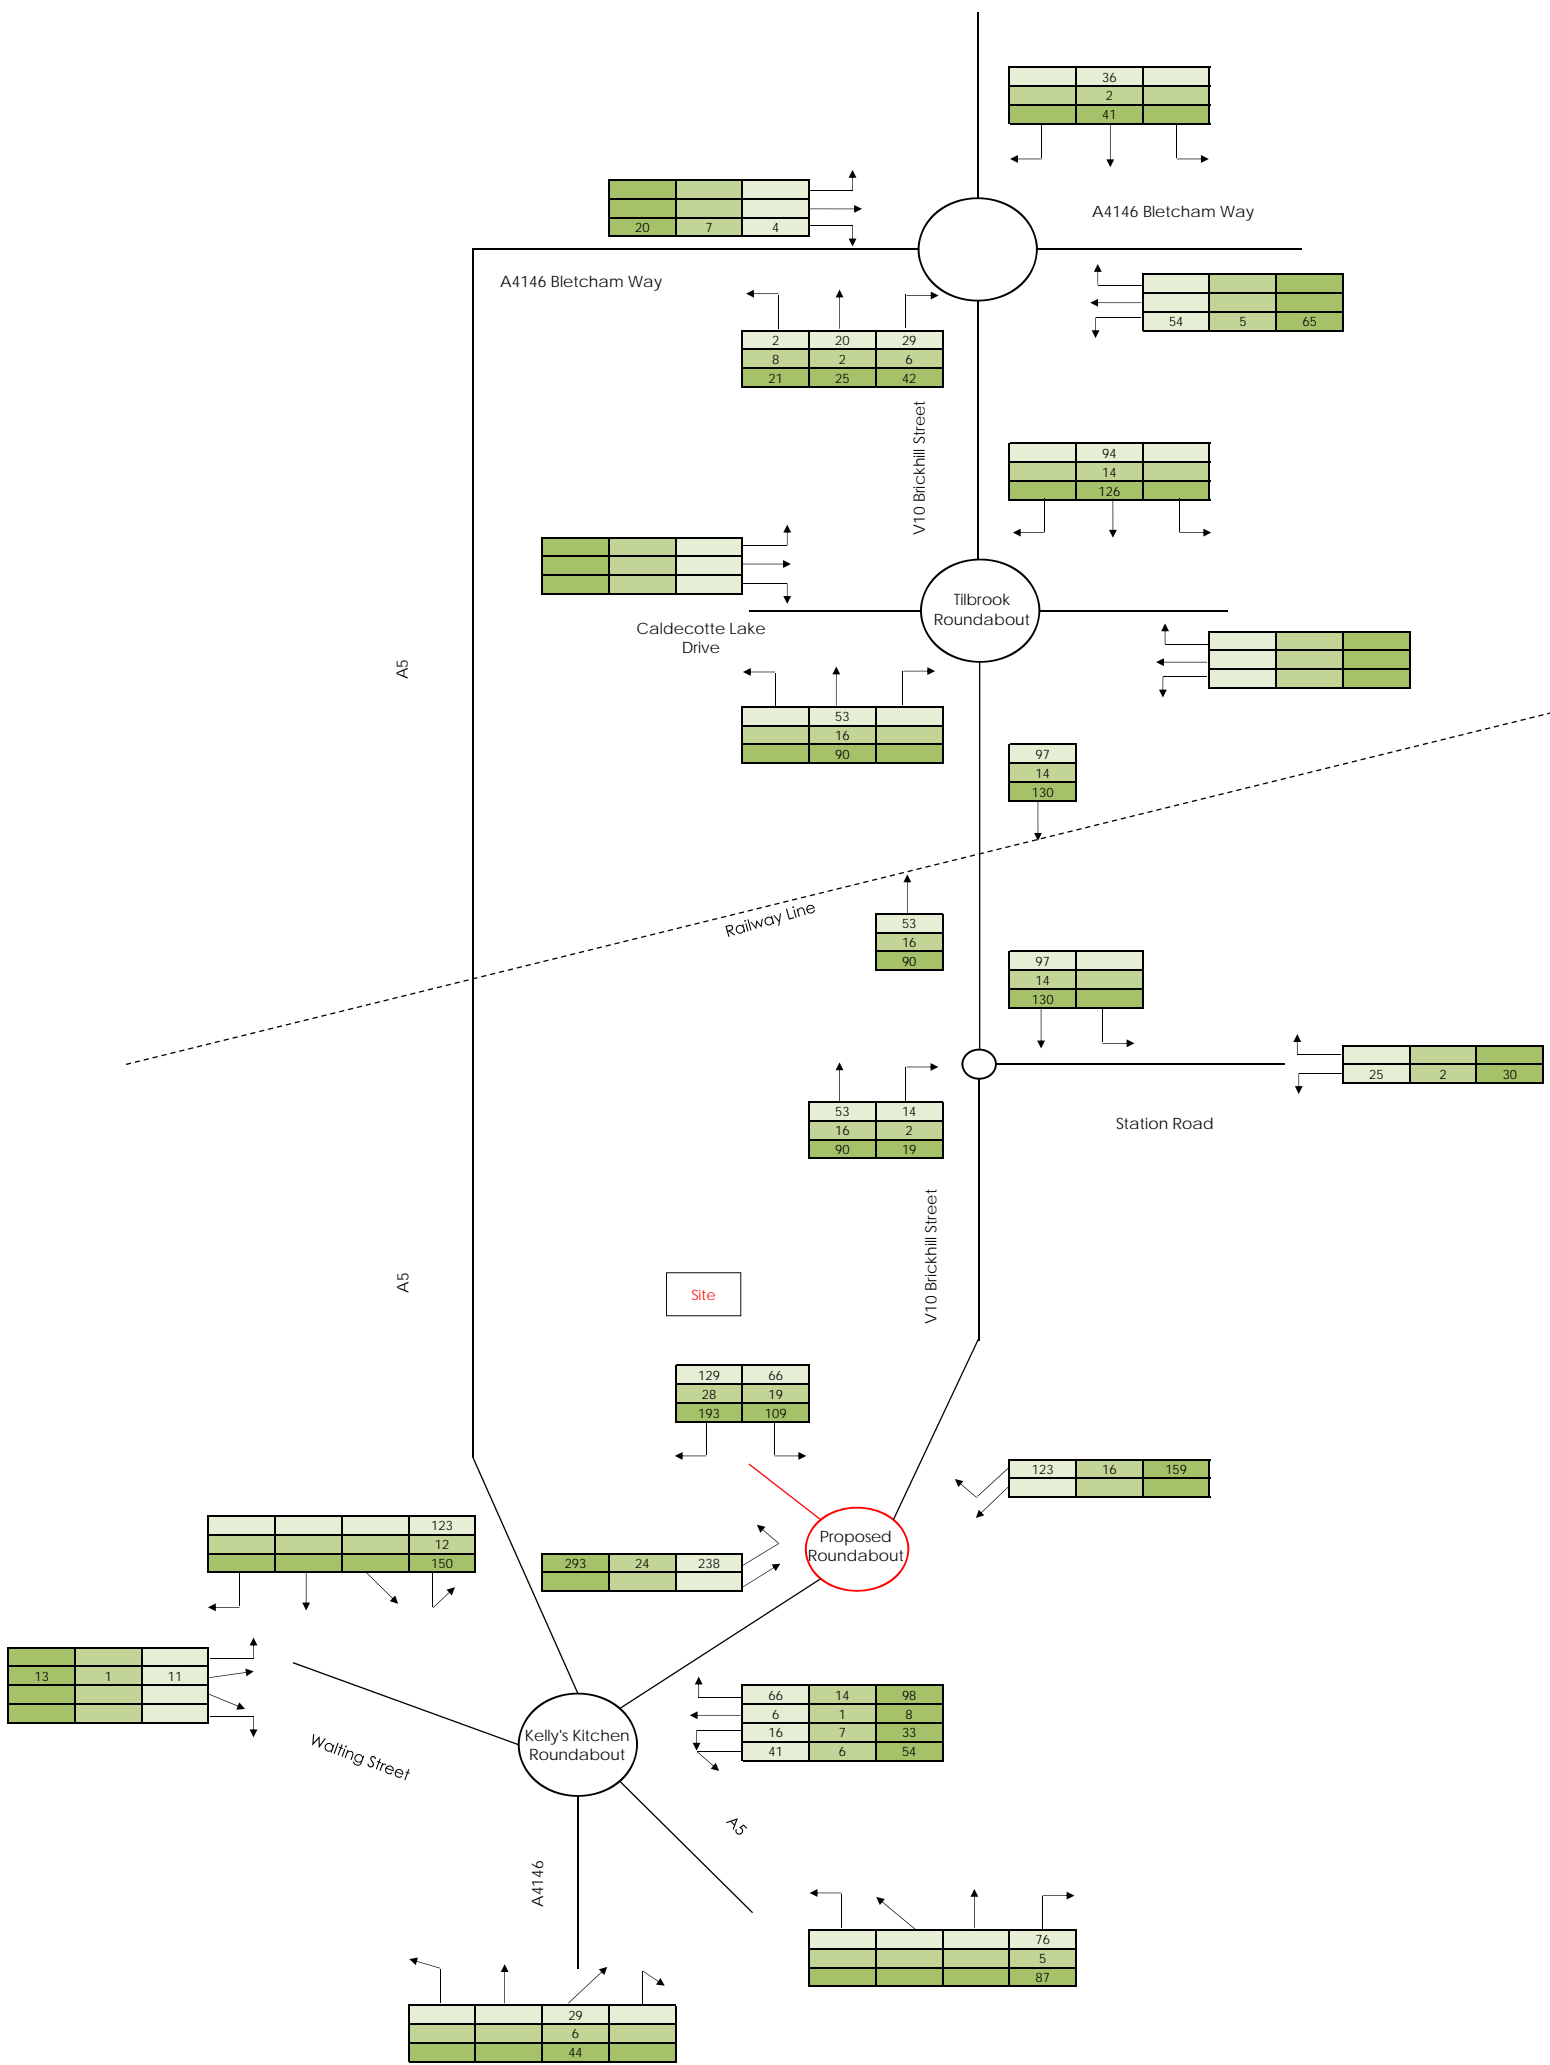 36
2
41
A4146 Bletcham Way
20 7 4
A4146 Bletcham Way
54 5 65
2 20 29
8 2 6
21 25 42
V10 Brickhill Street
94
14
126
Tilbrook
Roundabout
Caldecotte Lake
Drive
A5
53
16
90
97
14
130
Railway Line
53
16
90
97
14
130
25 2 30
53 14
16 2
90 19
Station Road
V10 Brickhill Street
A5
Site
129 66
28 19
193 109
123 16 159
Proposed
Roundabout
293 24 238
123
12
150
13 1 11
66 14 98
6 1 8
16 7 33
41 6 54
Kelly's Kitchen
Roundabout
Walting Street
A5
A4146
76
5
87
29
6
44